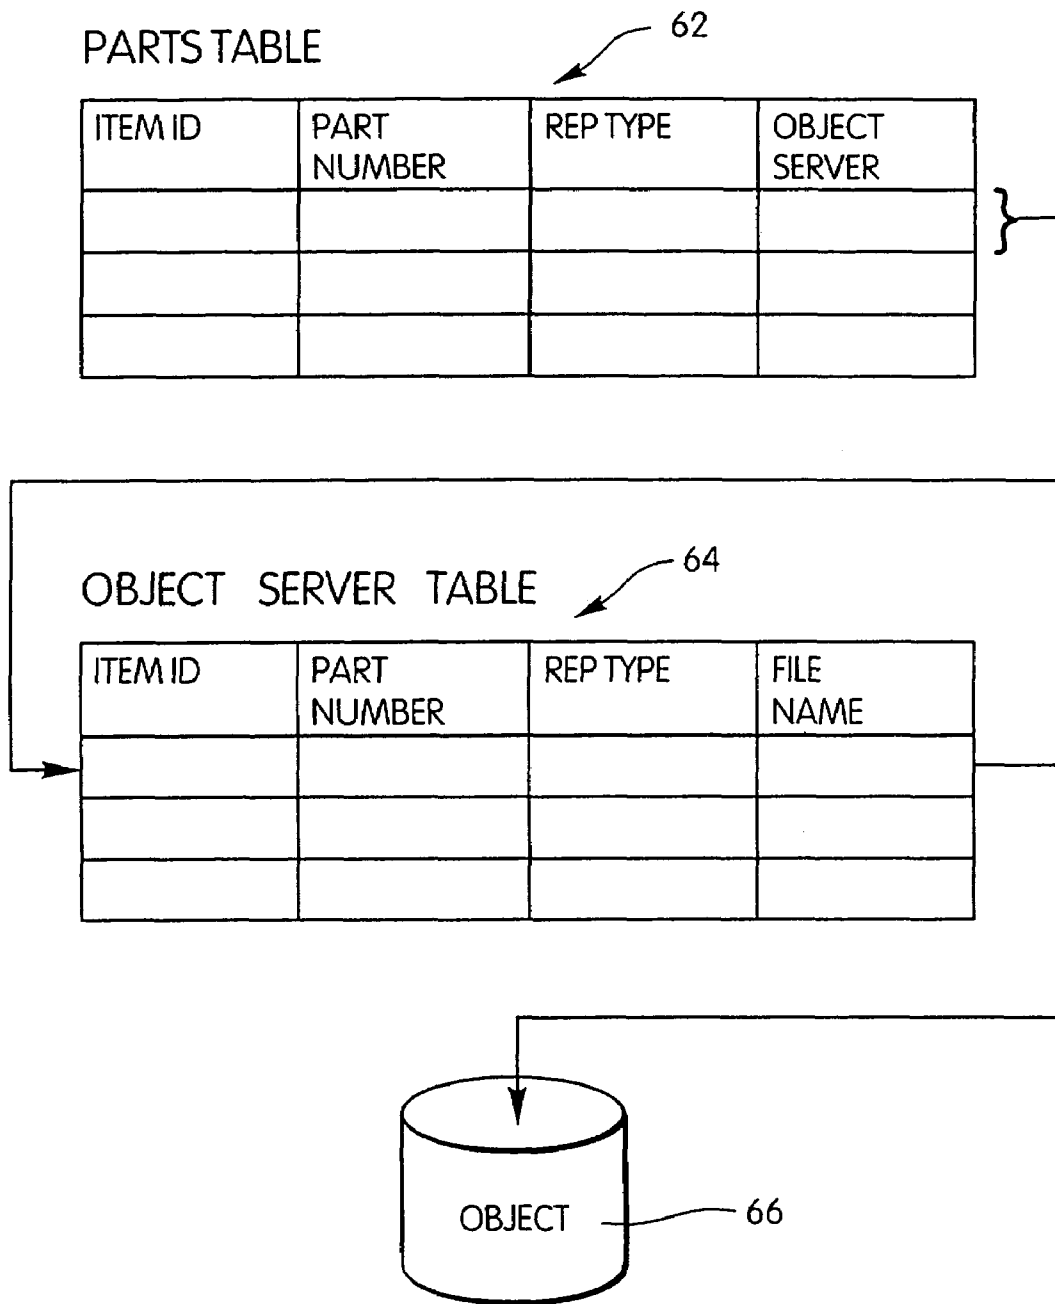 PARTS TABLE
62
ITEM ID PART NUMBER REP TYPE OBJECT SERVER
OBJECT SERVER TABLE
64
ITEM ID PART NUMBER REP TYPE FILE NAME
OBJECT
66